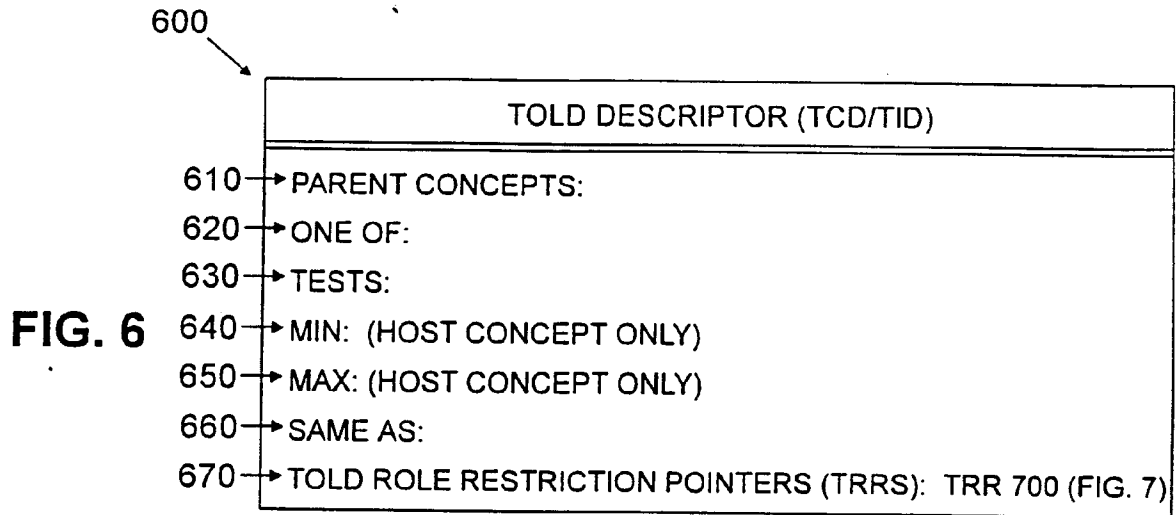 600
TOLD DESCRIPTOR (TCD/TID)
610 PARENT CONCEPTS:
620 ONE OF:
630 TESTS:
FIG. 6 640 MIN: (HOST CONCEPT ONLY)
650 MAX: (HOST CONCEPT ONLY)
660 SAME AS:
670 TOLD ROLE RESTRICTION POINTERS (TRRS): TRR 700 (FIG. 7)